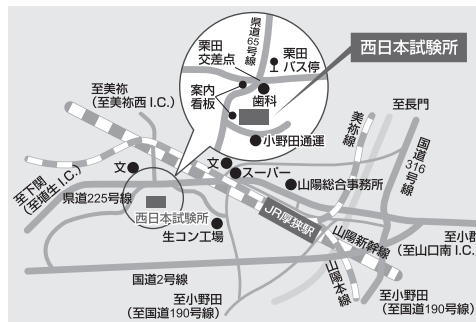 県道
65号線
栗田
交差点
栗田
バス停
西日本試験所
案内
看板
歯科
小野田通運
至美祢
(至美祢西I.C.)
至長門
美祢線
国道
316
号線
至下関
(至埴生I.C.)
文
文
スーパー
山陽総合事務所
県道225号線
西日本試験所
生コン工場
JR厚狭駅
山陽新幹線
山陽本線
至小郡
(至山口南I.C.)
国道2号線
至小野田
(至国道190号線)
至小野田
(至国道190号線)